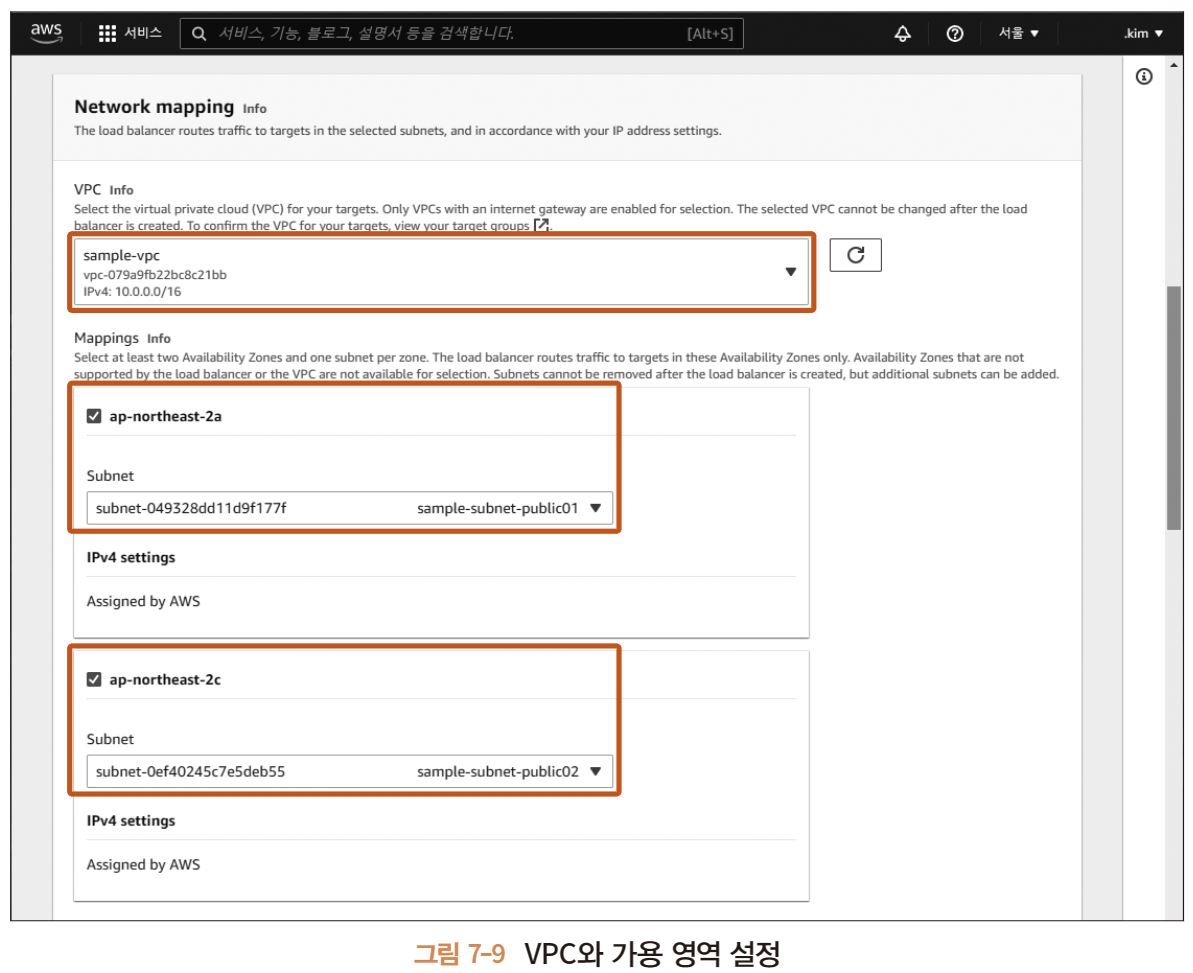 aws 서비스 서비스, 기능, 블로그, 설명서 등을 검색합니다. [Alt+S] 서울 ▼ .kim ▼
Network mapping Info
The load balancer routes traffic to targets in the selected subnets, and in accordance with your IP address settings.
VPC Info
Select the virtual private cloud (VPC) for your targets. Only VPCs with an internet gateway are enabled for selection. The selected VPC cannot be changed after the load
balancer is created. To confirm the VPC for your targets, view your target groups.
sample-vpc
vpc-079a9fb22bc8c21bb
IPv4: 10.0.0.0/16
Mappings Info
Select at least two Availability Zones and one subnet per zone. The load balancer routes traffic to targets in these Availability Zones only. Availability Zones that are not
supported by the load balancer or the VPC are not available for selection. Subnets cannot be removed after the load balancer is created, but additional subnets can be added.
ap-northeast-2a
Subnet
subnet-049328dd11d9f177f sample-subnet-public01
IPv4 settings
Assigned by AWS
ap-northeast-2c
Subnet
subnet-0ef40245c7e5deb55 sample-subnet-public02
IPv4 settings
Assigned by AWS
그림 7-9 VPC와 가용 영역 설정